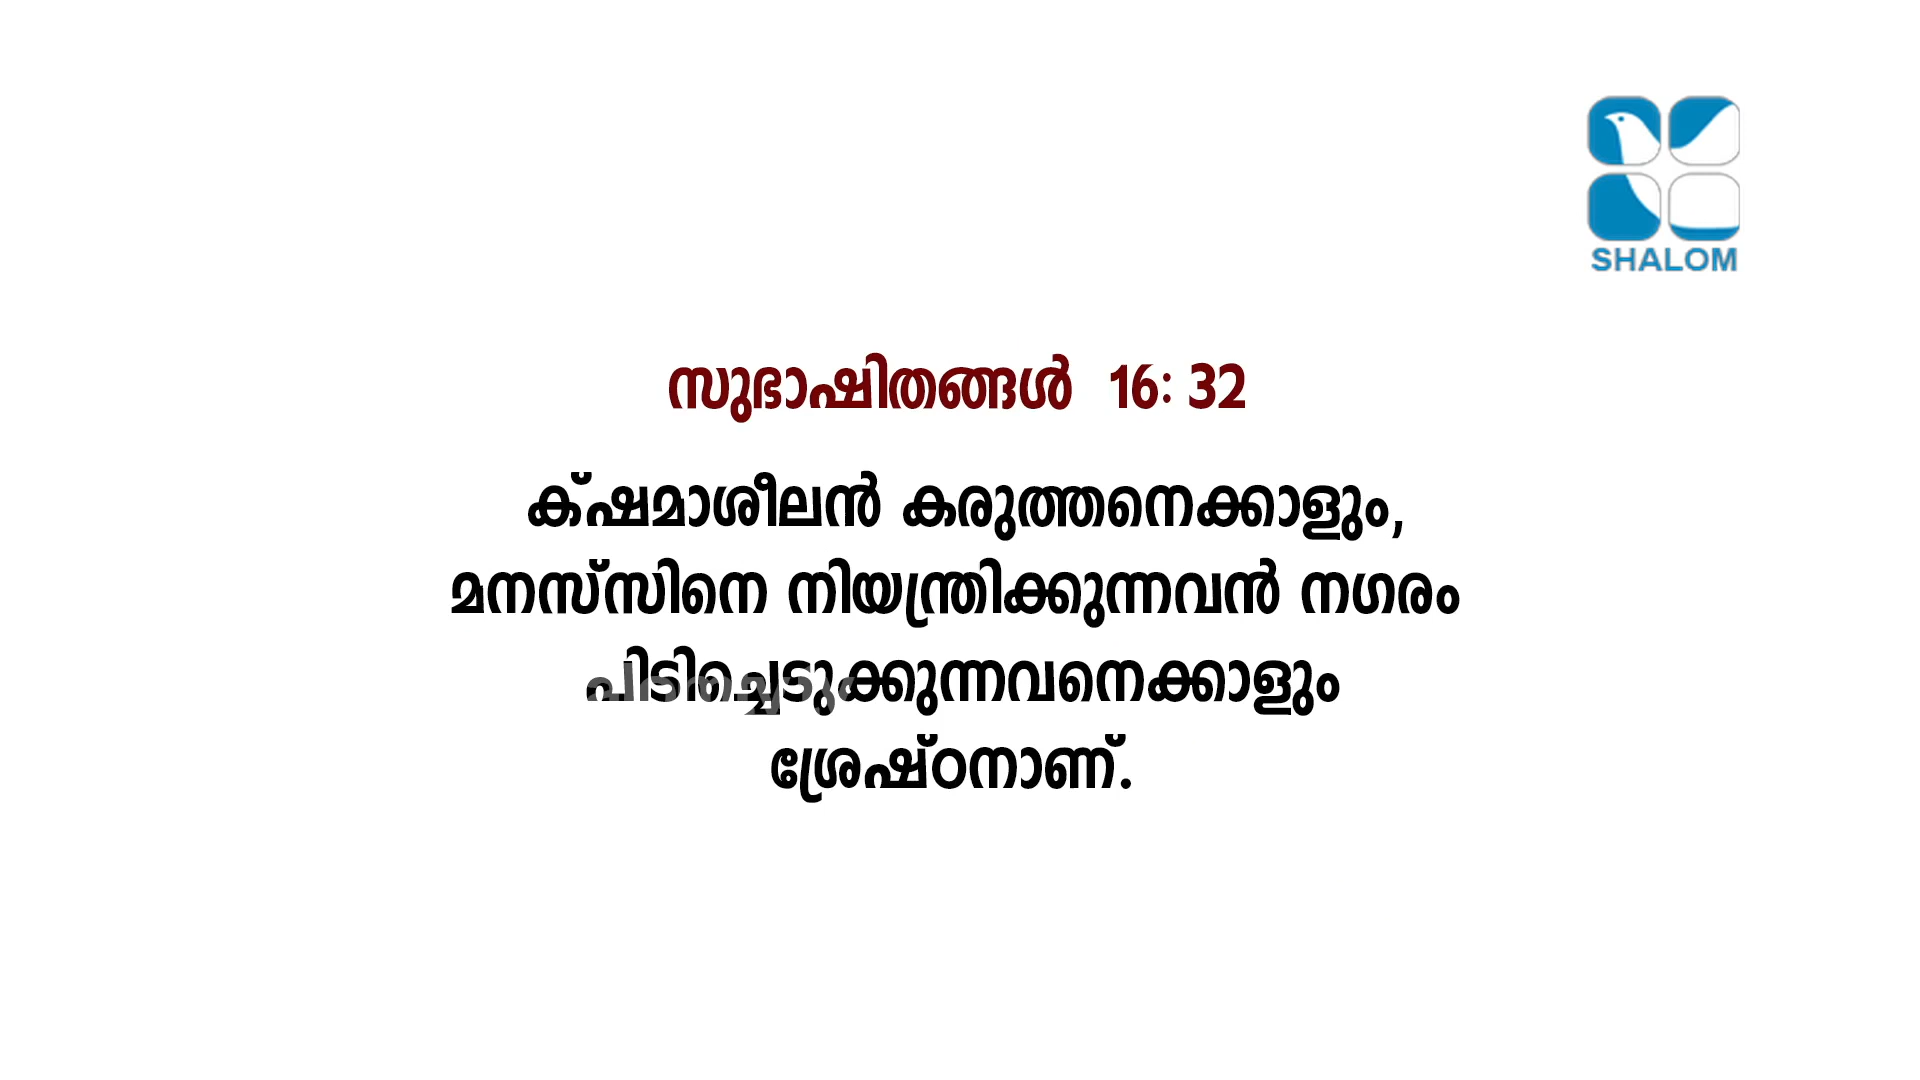 SHALOM
സുഭാഷിതങ്ങൾ 16: 32
ക്ഷമാശീലൻ കരുത്തനെക്കാളും,
മനസ്സിനെ നിയന്ത്രിക്കുന്നവൻ നഗരം
പിടിച്ചെടുക്കുന്നവനെക്കാളും
ശ്രേഷ്ഠനാണ്.